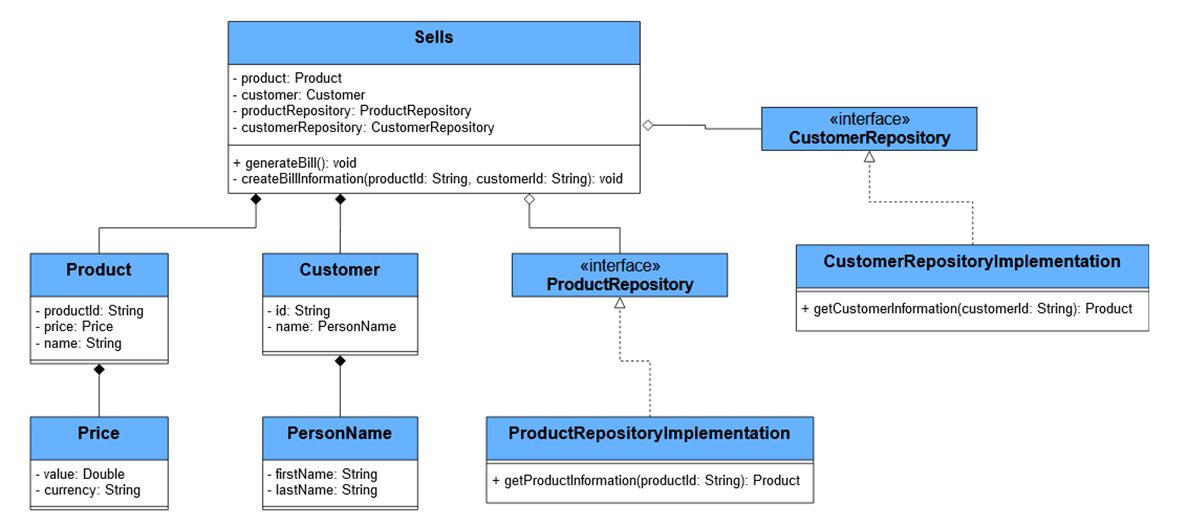 Sells
- product: Product
- customer: Customer
- productRepository: ProductRepository
- customerRepository: CustomerRepository
+ generateBill(): void
- createBillInformation(productId: String, customerId: String): void
«interface»
CustomerRepository
Product
- productId: String
- price: Price
- name: String
Customer
- id: String
- name: PersonName
«interface»
ProductRepository
CustomerRepositoryImplementation
+ getCustomerInformation(customerId: String): Product
Price
- value: Double
- currency: String
PersonName
- firstName: String
- lastName: String
ProductRepositoryImplementation
+ getProductInformation(productId: String): Product